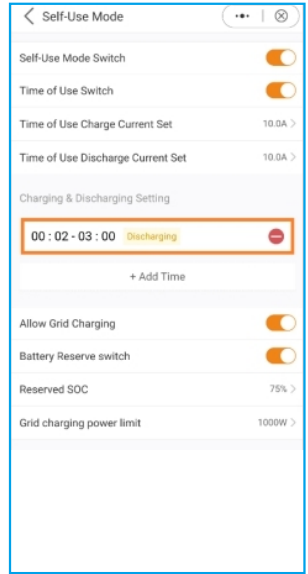 Self-Use Mode
Self-Use Mode Switch
Time of Use Switch
Time of Use Charge Current Set 10.0A >
Time of Use Discharge Current Set 10.0A >
Charging & Discharging Setting
00 : 02 - 03 : 00 Discharging
+ Add Time
Allow Grid Charging
Battery Reserve switch
Reserved SOC 75% >
Grid charging power limit 1000W >